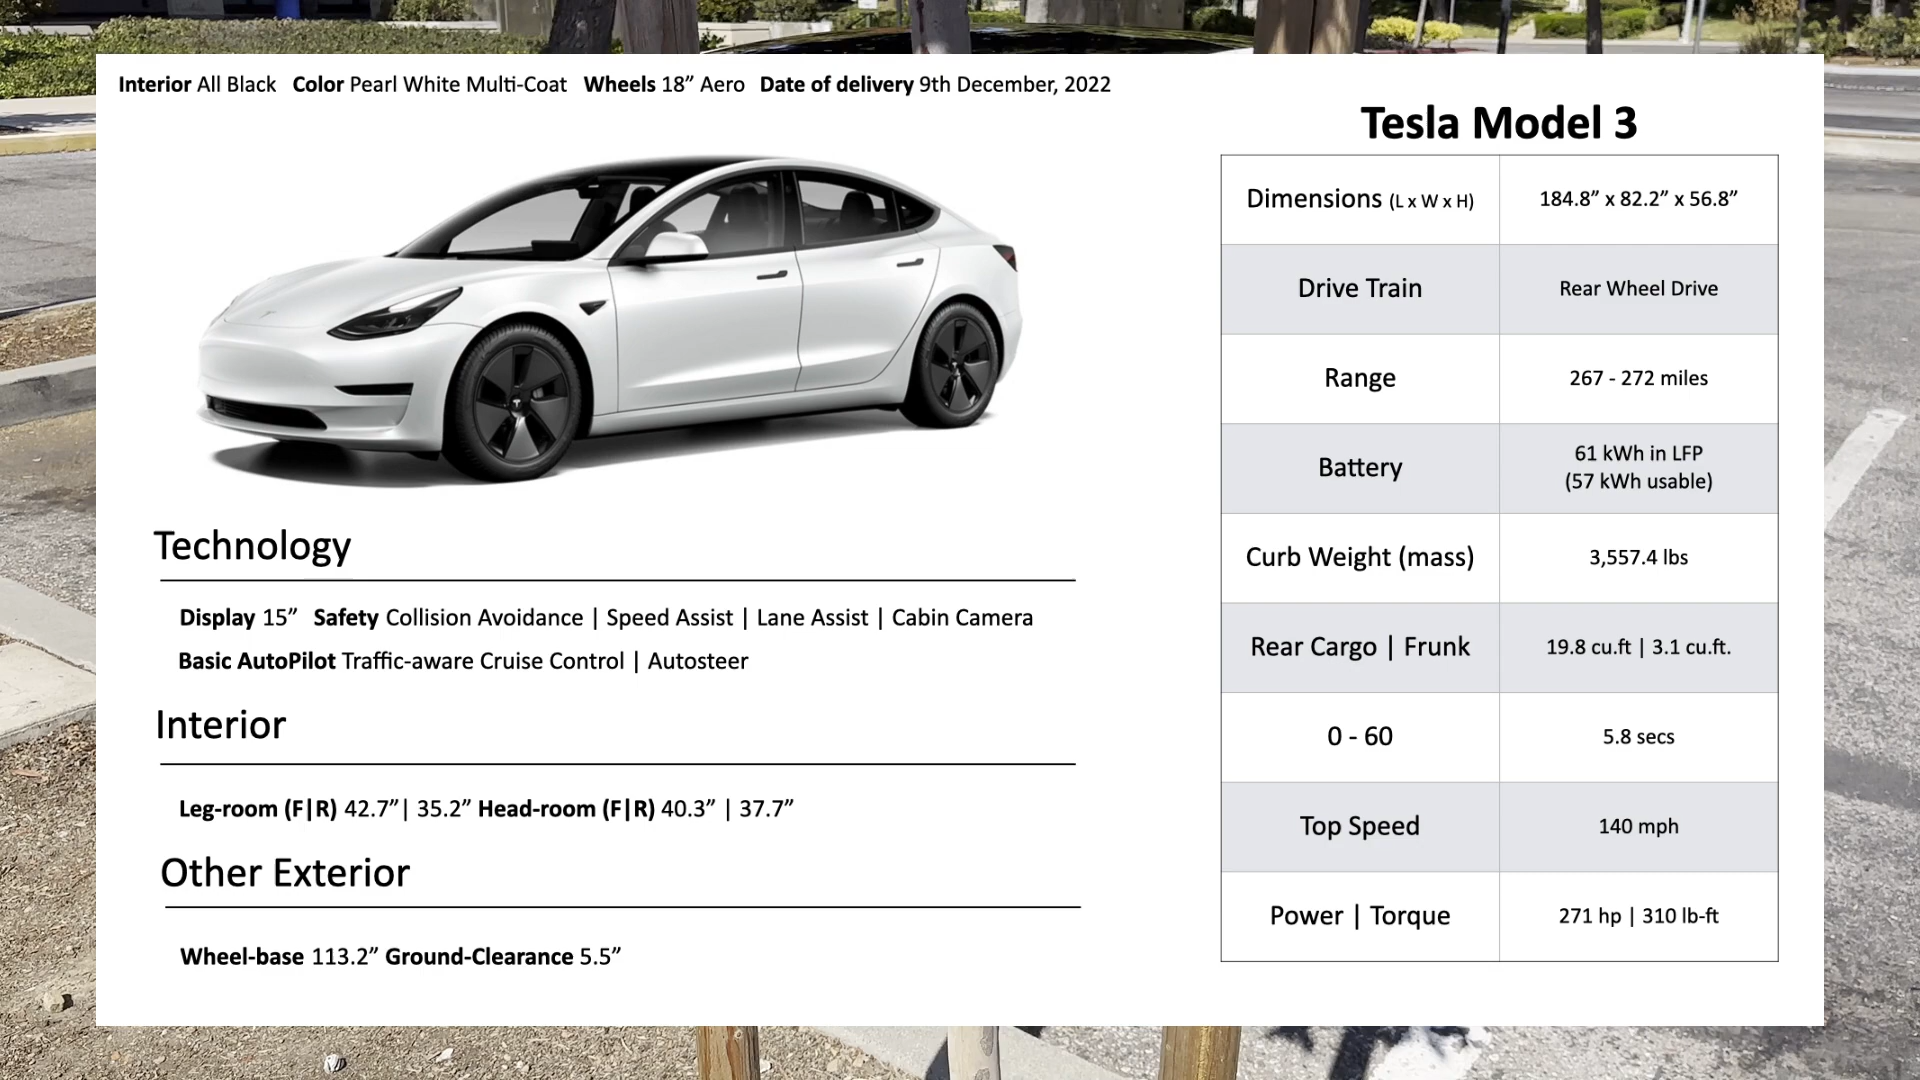 Interior All Black Color Pearl White Multi-Coat Wheels 18” Aero Date of delivery 9th December, 2022
Tesla Model 3
Dimensions (L x W x H) 184.8” x 82.2” x 56.8”
Drive Train Rear Wheel Drive
Range 267 - 272 miles
Battery 61 kWh in LFP
(57 kWh usable)
Curb Weight (mass) 3,557.4 lbs
Rear Cargo | Frunk 19.8 cu.ft | 3.1 cu.ft.
0 - 60 5.8 secs
Top Speed 140 mph
Power | Torque 271 hp | 310 lb-ft
Technology
Display 15” Safety Collision Avoidance | Speed Assist | Lane Assist | Cabin Camera
Basic AutoPilot Traffic-aware Cruise Control | Autosteer
Interior
Leg-room (F|R) 42.7”| 35.2” Head-room (F|R) 40.3” | 37.7”
Other Exterior
Wheel-base 113.2” Ground-Clearance 5.5”